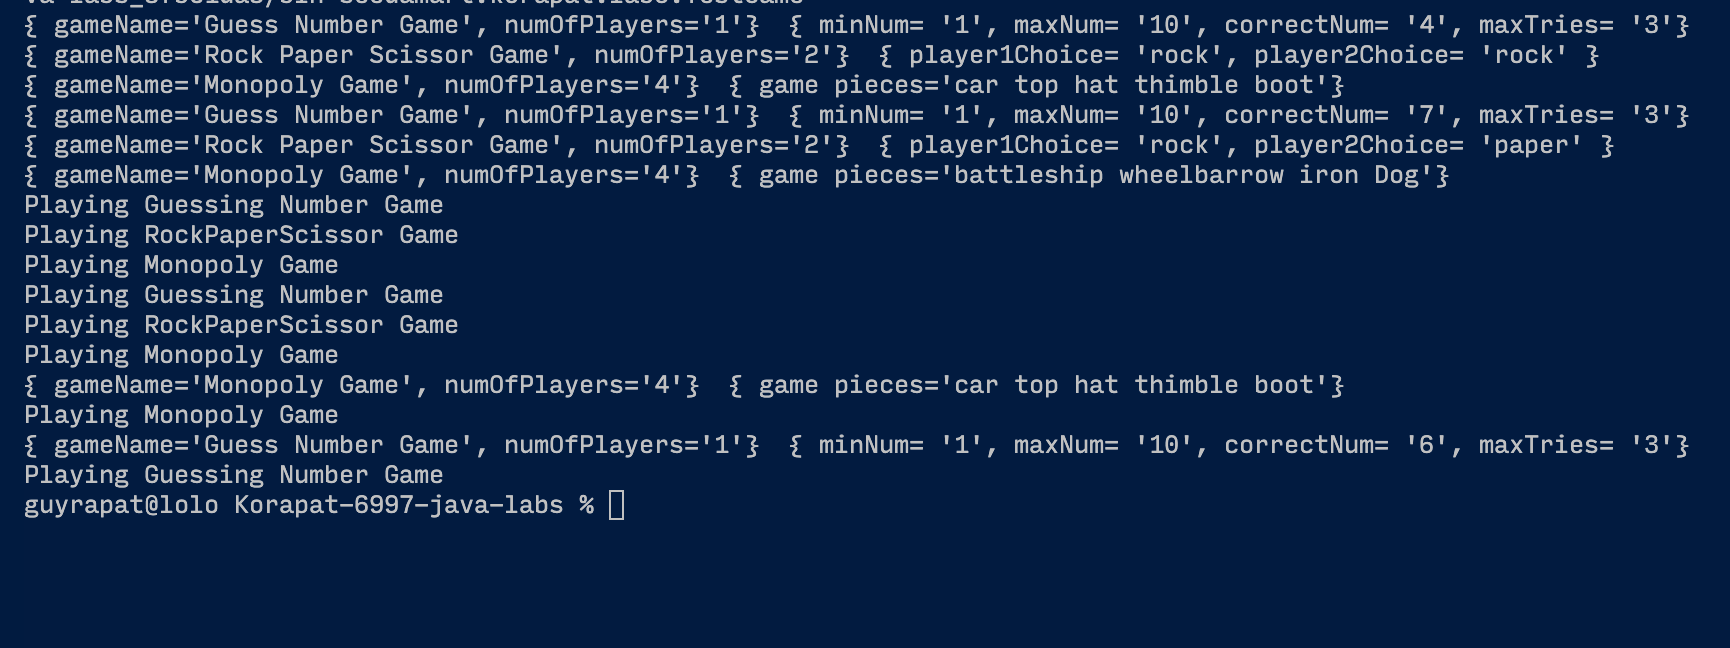 { gameName='Guess Number Game', numOfPlayers='1'}  { minNum= '1', maxNum= '10', correctNum= '4', maxTries= '3'}
{ gameName='Rock Paper Scissor Game', numOfPlayers='2'}  { player1Choice= 'rock', player2Choice= 'rock' }
{ gameName='Monopoly Game', numOfPlayers='4'}  { game pieces='car top hat thimble boot'}
{ gameName='Guess Number Game', numOfPlayers='1'}  { minNum= '1', maxNum= '10', correctNum= '7', maxTries= '3'}
{ gameName='Rock Paper Scissor Game', numOfPlayers='2'}  { player1Choice= 'rock', player2Choice= 'paper' }
{ gameName='Monopoly Game', numOfPlayers='4'}  { game pieces='battleship wheelbarrow iron Dog'}
Playing Guessing Number Game
Playing RockPaperScissor Game
Playing Monopoly Game
Playing Guessing Number Game
Playing RockPaperScissor Game
Playing Monopoly Game
{ gameName='Monopoly Game', numOfPlayers='4'}  { game pieces='car top hat thimble boot'}
Playing Monopoly Game
{ gameName='Guess Number Game', numOfPlayers='1'}  { minNum= '1', maxNum= '10', correctNum= '6', maxTries= '3'}
Playing Guessing Number Game
guyrapat@lolo Korapat-6997-java-labs %